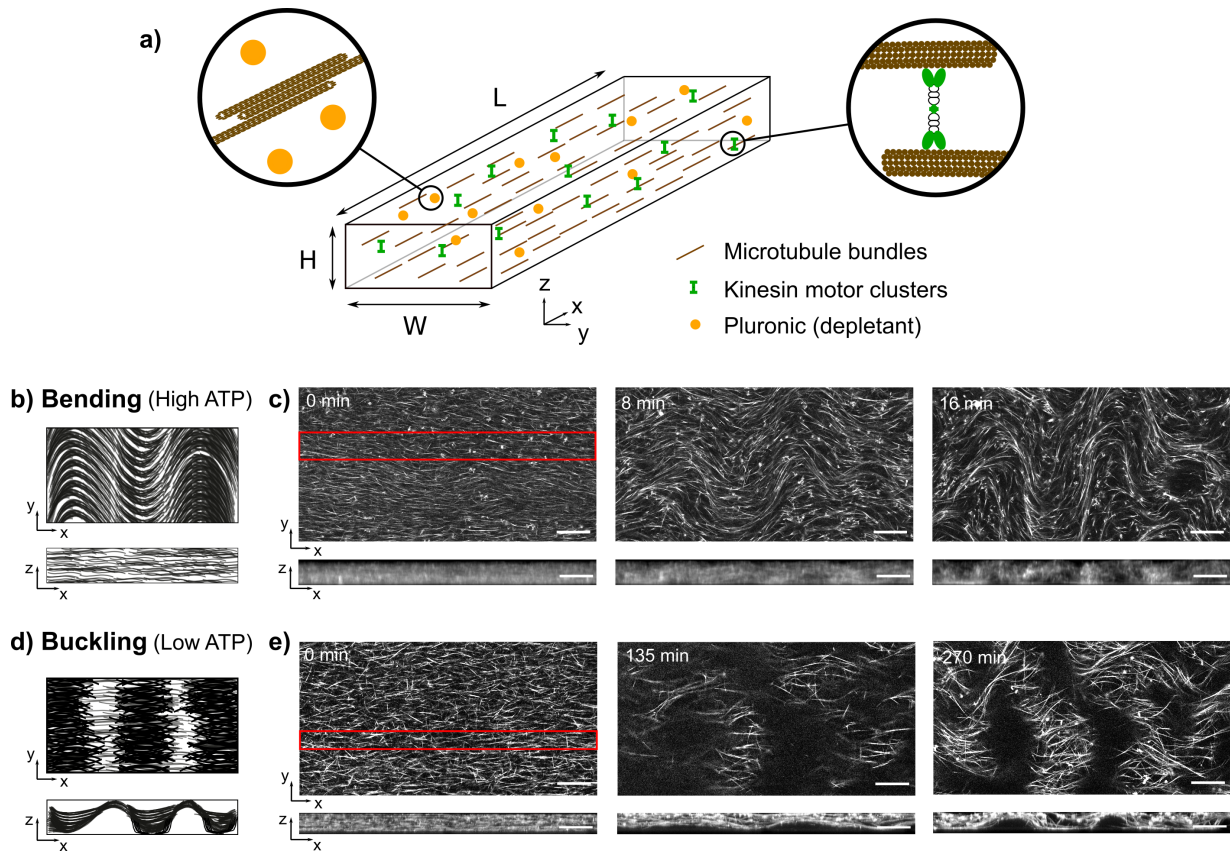 a)
L
H
W
z
x
y
Microtubule bundles
Kinesin motor clusters
Pluronic (depletant)
b) Bending (High ATP)
y
x
z
x
c)
0 min
8 min
16 min
y
x
z
x
d) Buckling (Low ATP)
y
x
z
x
e)
0 min
135 min
270 min
y
x
z
x